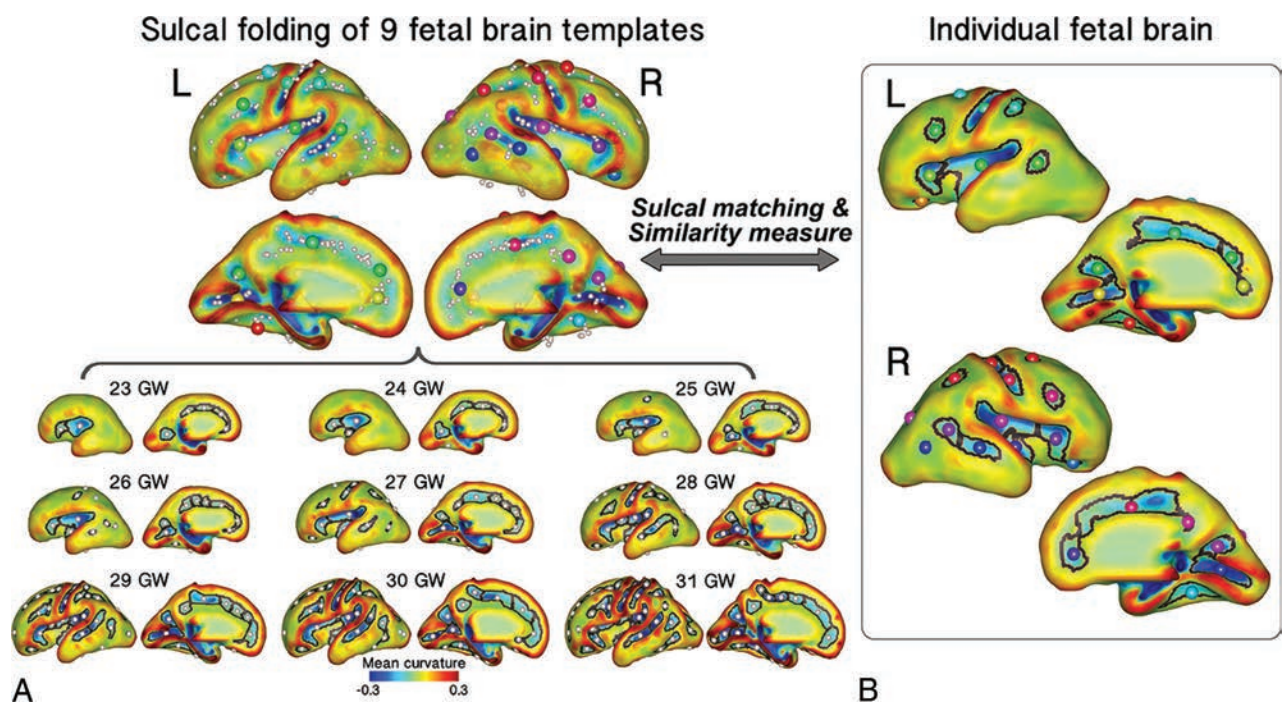 Sulcal folding of 9 fetal brain templates
Individual fetal brain
L
R
Sulcal matching &
Similarity measure
L
R
23 GW
24 GW
25 GW
26 GW
27 GW
28 GW
29 GW
30 GW
31 GW
Mean curvature
-0.3
0.3
A
B